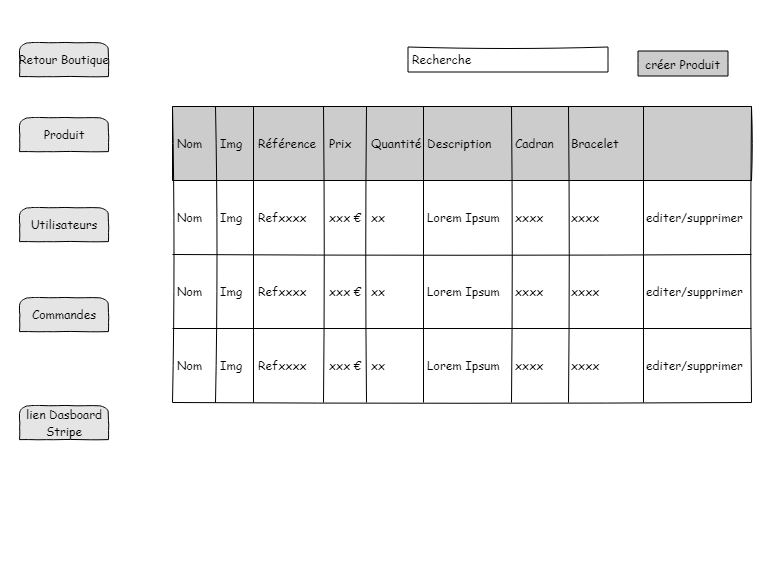 Retour Boutique
Recherche
créer Produit
Produit
Nom Img Référence Prix Quantité Description Cadran Bracelet
Utilisateurs
Nom Img Refxxxx xxx € xx Lorem Ipsum xxxx xxxx editer/supprimer
Commandes
Nom Img Refxxxx xxx € xx Lorem Ipsum xxxx xxxx editer/supprimer
Nom Img Refxxxx xxx € xx Lorem Ipsum xxxx xxxx editer/supprimer
lien Dasboard
Stripe